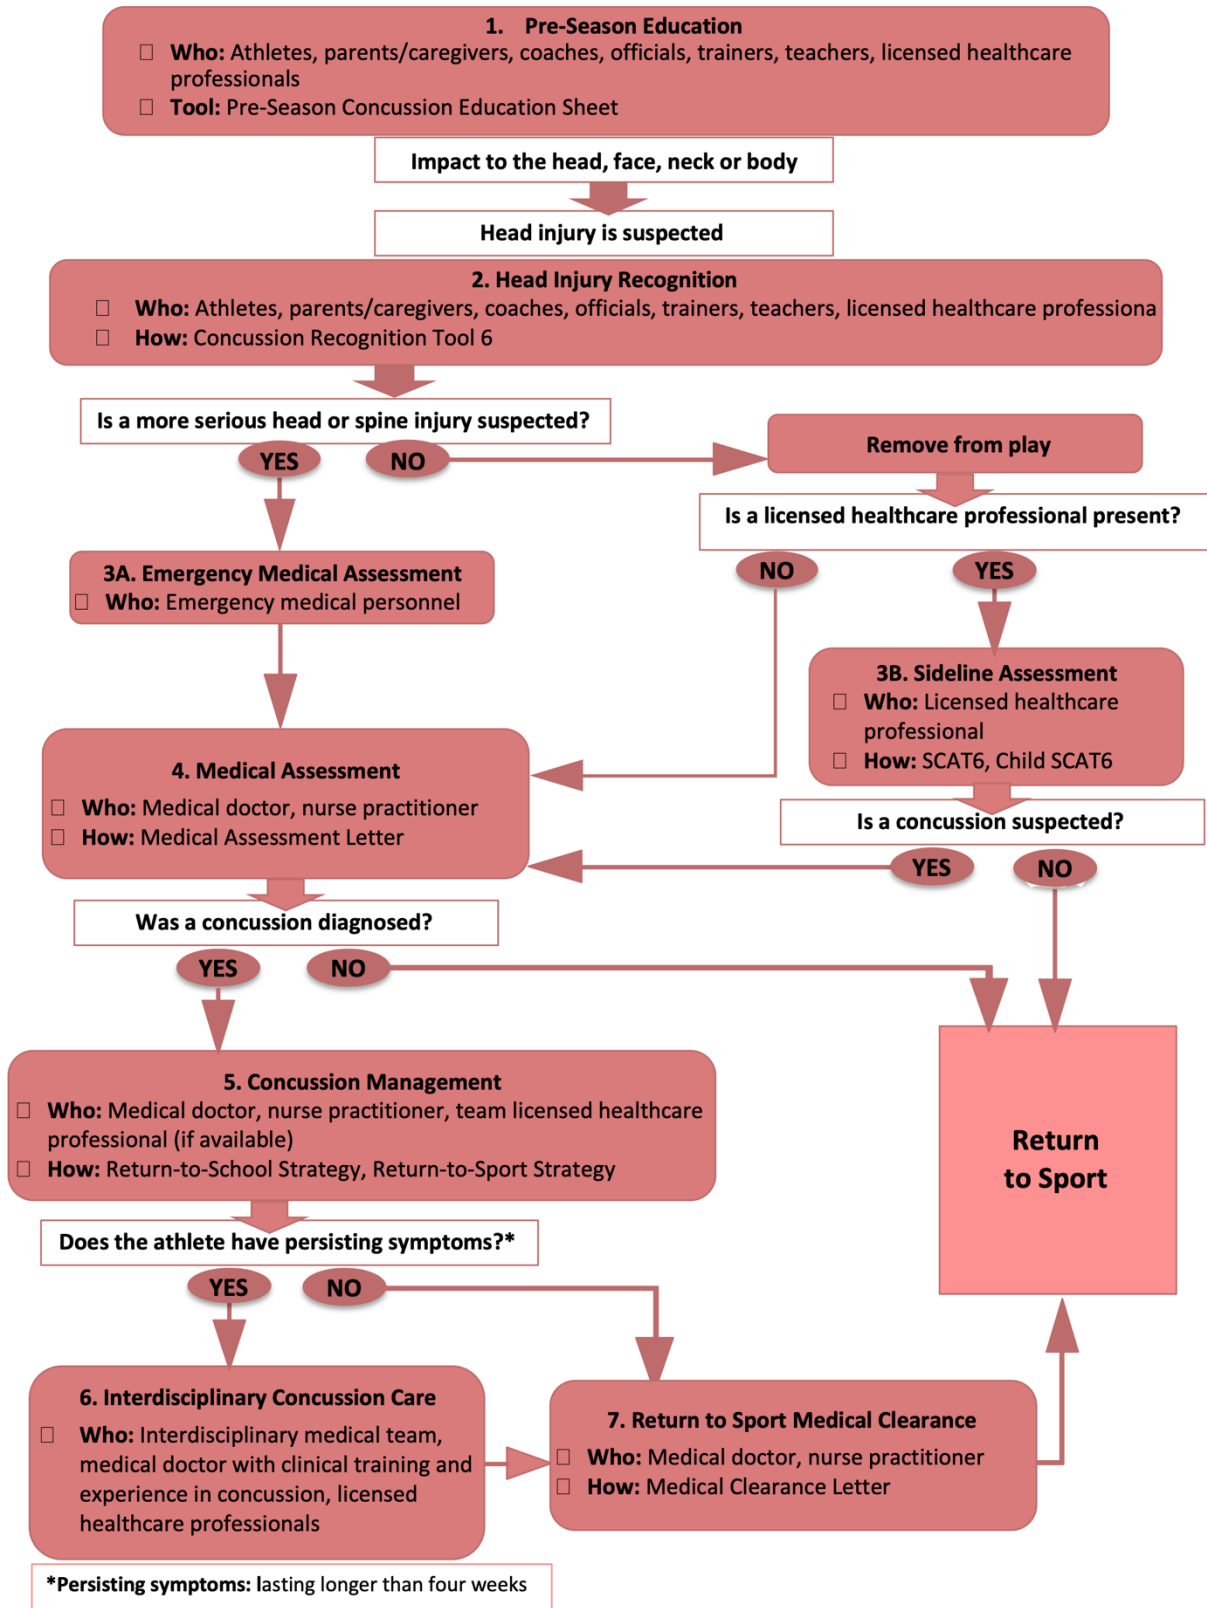 1. Pre-Season Education
☐ Who: Athletes, parents/caregivers, coaches, officials, trainers, teachers, licensed healthcare
professionals
☐ Tool: Pre-Season Concussion Education Sheet
Impact to the head, face, neck or body
Head injury is suspected
2. Head Injury Recognition
☐ Who: Athletes, parents/caregivers, coaches, officials, trainers, teachers, licensed healthcare professiona
☐ How: Concussion Recognition Tool 6
Is a more serious head or spine injury suspected?
YES
NO
Remove from play
Is a licensed healthcare professional present?
NO
YES
3A. Emergency Medical Assessment
☐ Who: Emergency medical personnel
3B. Sideline Assessment
☐ Who: Licensed healthcare
professional
☐ How: SCAT6, Child SCAT6
Is a concussion suspected?
YES
NO
4. Medical Assessment
☐ Who: Medical doctor, nurse practitioner
☐ How: Medical Assessment Letter
Was a concussion diagnosed?
YES
NO
Return
to Sport
5. Concussion Management
☐ Who: Medical doctor, nurse practitioner, team licensed healthcare
professional (if available)
☐ How: Return-to-School Strategy, Return-to-Sport Strategy
Does the athlete have persisting symptoms?*
YES
NO
6. Interdisciplinary Concussion Care
☐ Who: Interdisciplinary medical team,
medical doctor with clinical training and
experience in concussion, licensed
healthcare professionals
7. Return to Sport Medical Clearance
☐ Who: Medical doctor, nurse practitioner
☐ How: Medical Clearance Letter
*Persisting symptoms: lasting longer than four weeks